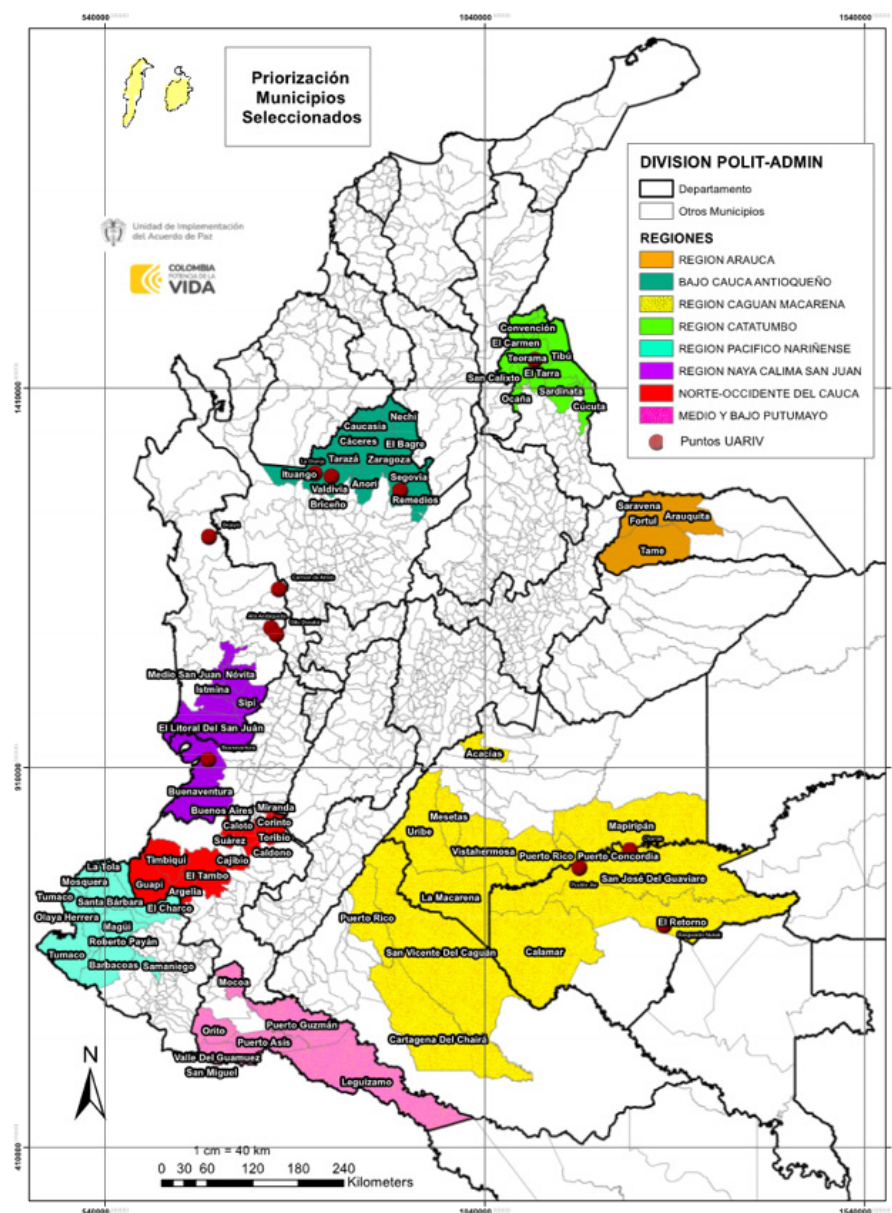 540000
1040000
1540000
Priorización
Municipios
Seleccionados
Unidad de Implementación
del Acuerdo de Paz
COLOMBIA
POTENCIA DE LA
VIDA
DIVISION POLIT-ADMIN
Departamento
Otros Municipios
REGIONES
REGION ARAUCA
BAJO CAUCA ANTIOQUEÑO
REGION CAGUAN MACARENA
REGION CATATUMBO
REGION PACIFICO NARIÑENSE
REGION NAYA CALIMA SAN JUAN
NORTE-OCCIDENTE DEL CAUCA
MEDIO Y BAJO PUTUMAYO
Puntos UARIV
Convención
El Carmen
Teorama
Tibú
San Calixto
El Tarra
Sardinata
Ocaña
Cúcuta
1410000
1410000
Nechí
Caucasia
Cáceres
El Bagre
Tarazá
Zaragoza
Ituango
Segovia
Valdivia
Anorí
Remedios
Briceño
Saravena
Arauquita
Fortul
Tame
Carmen de Atrato
Medio San Juan
Nóvita
Istmina
Sipí
El Litoral Del San Juán
Buenaventura
Buenaventura
910000
910000
Acacías
Buenos Aires
Miranda
Caloto
Corinto
Suárez
Toribío
Caldono
Cajibío
Timbiquí
El Tambo
Guapi
Argelia
La Tola
Mosquera
Tumaco
Santa Bárbara
El Charco
Olaya Herrera
Magüí
Roberto Payán
Tumaco
Barbacoas
Samaniego
Mesetas
Uribe
Mapiripán
Vistahermosa
Puerto Rico
Puerto Concordia
San José Del Guaviare
La Macarena
Puerto Rico
El Retorno
San Vicente Del Caguán
Calamar
Cartagena Del Chairá
Mocoa
Puerto Guzmán
Orito
Puerto Asís
Valle Del Guamuez
San Miguel
Leguízamo
N
1 cm = 40 km
0 30 60 120 180 240
Kilometers
410000
410000
540000
1040000
1540000